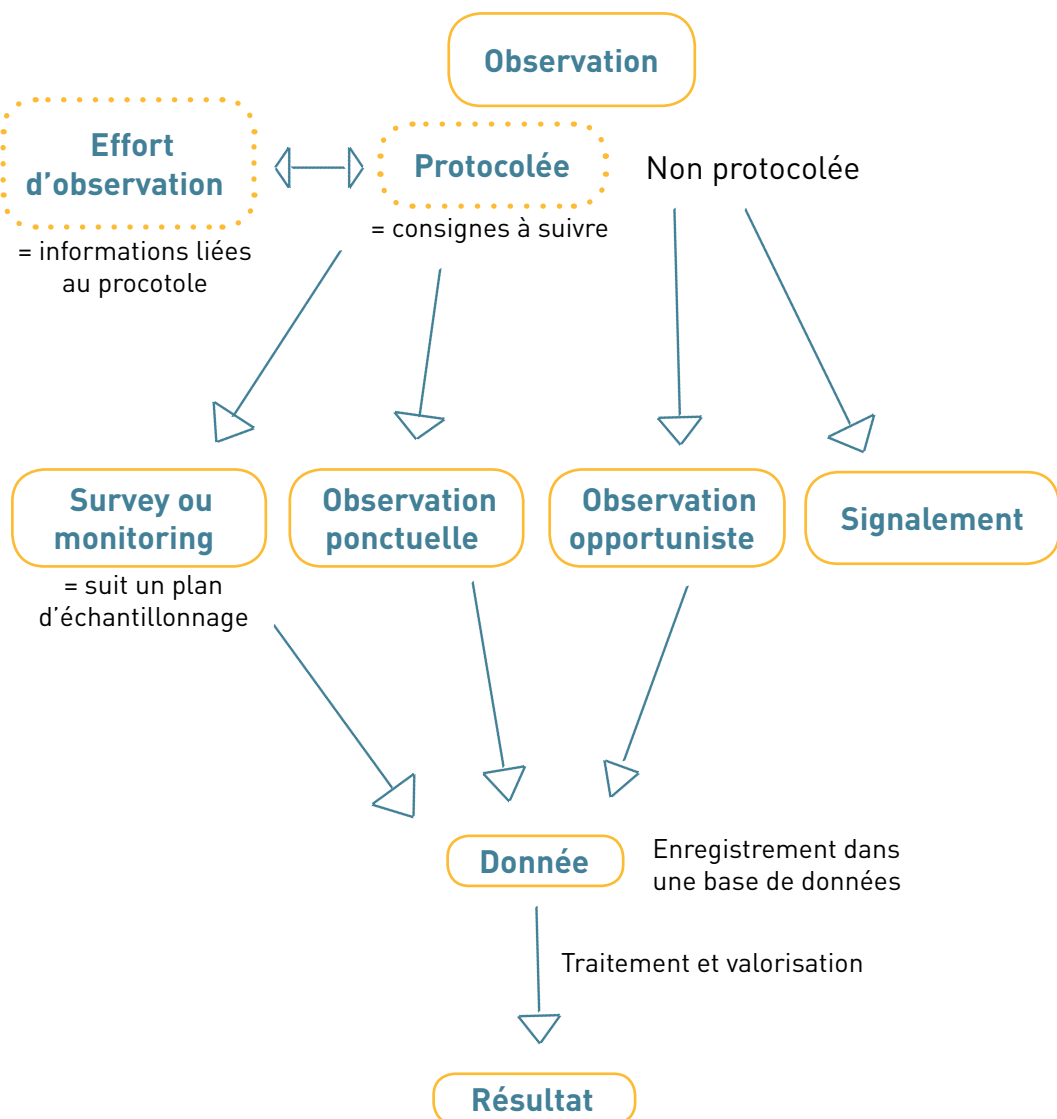 Observation
Effort
d’observation
= informations liées
au procotole
Protocolée
= consignes à suivre
Non protocolée
Survey ou
monitoring
= suit un plan
d’échantillonnage
Observation
ponctuelle
Observation
opportuniste
Signalement
Donnée
Enregistrement dans
une base de données
Traitement et valorisation
Résultat